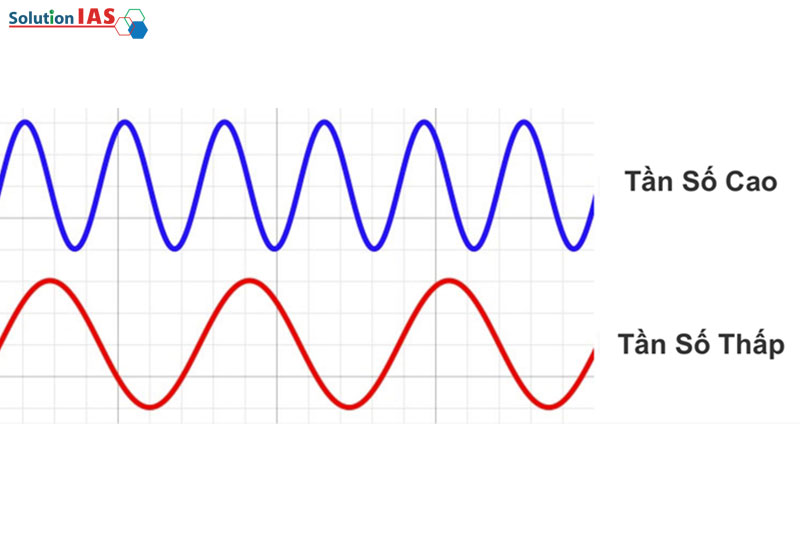 Solution IAS
Tần Số Cao
Tần Số Thấp